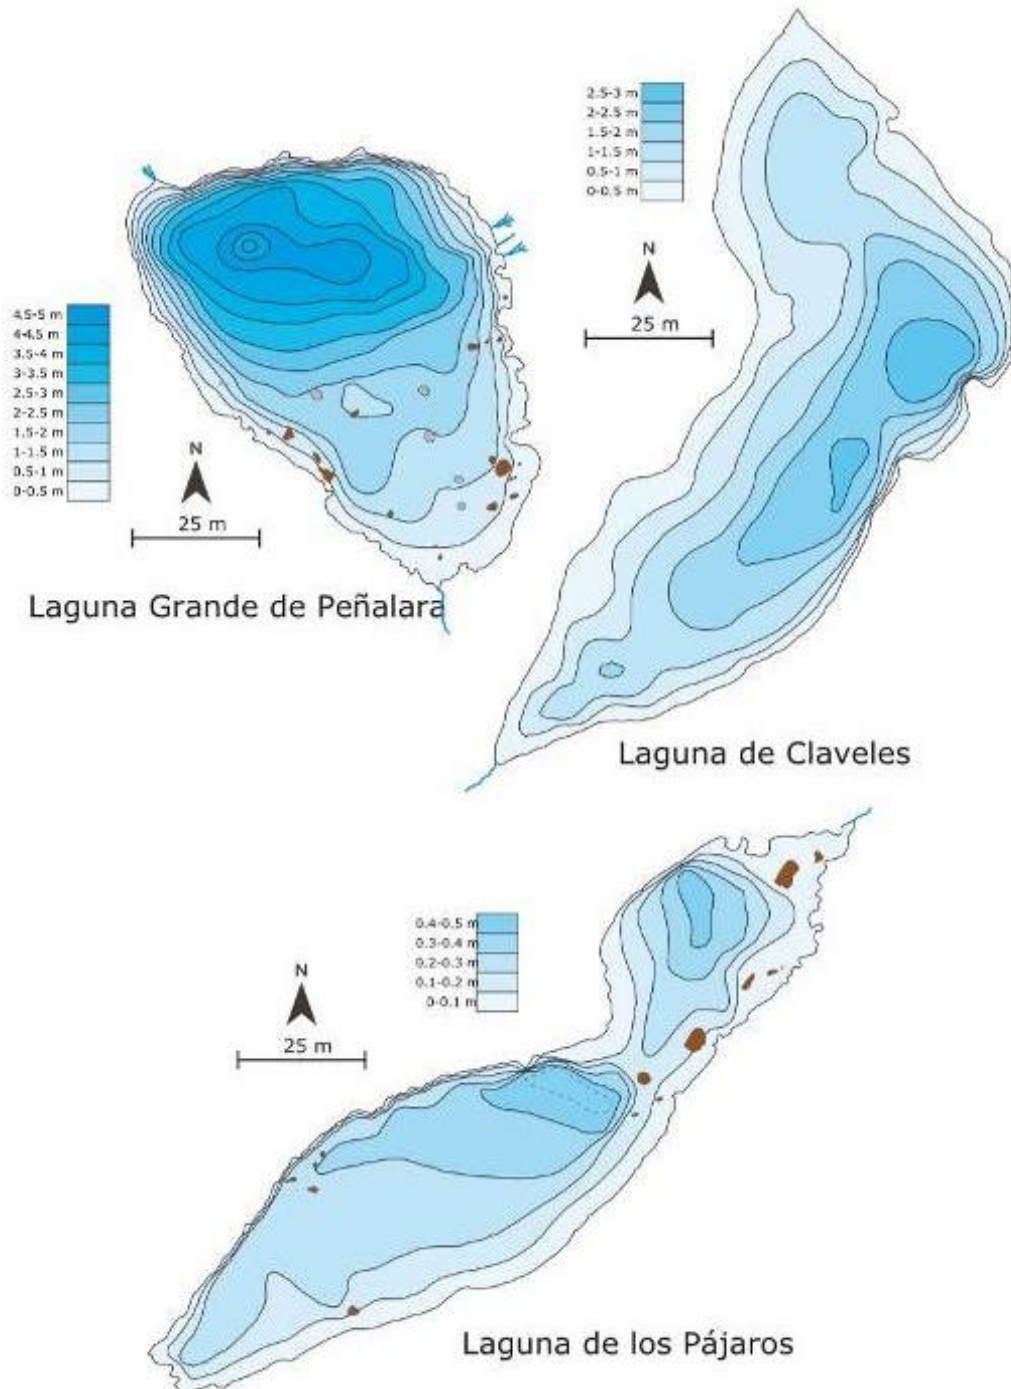 2.5-3 m
2-2.5 m
1.5-2 m
1-1.5 m
0.5-1 m
0-0.5 m
N
25 m
4.5-5 m
4-4.5 m
3.5-4 m
3-3.5 m
2.5-3 m
2-2.5 m
1.5-2 m
1-1.5 m
0.5-1 m
0-0.5 m
N
25 m
Laguna Grande de Peñalara
Laguna de Claveles
0.4-0.5 m
0.3-0.4 m
0.2-0.3 m
0.1-0.2 m
0-0.1 m
N
25 m
Laguna de los Pájaros